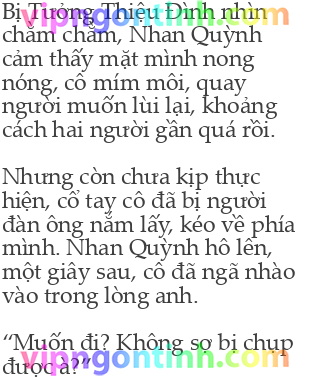 Bị Tưởng Thiệu Đình nhìn
chằm chằm, Nhan Quỳnh
cảm thấy mặt mình nong
nóng, cô mím môi, quay
người muốn lùi lại, khoảng
cách hai người gần quá rồi.
Nhưng còn chưa kịp thực
hiện, cổ tay cô đã bị người
đàn ông nắm lấy, kéo về phía
mình. Nhan Quỳnh hô lên,
một giây sau, cô đã ngã nhào
vào trong lòng anh.
“Muốn đi? Không sợ bị chụp
được à?”
vipngontinh.com
vipngontinh.com